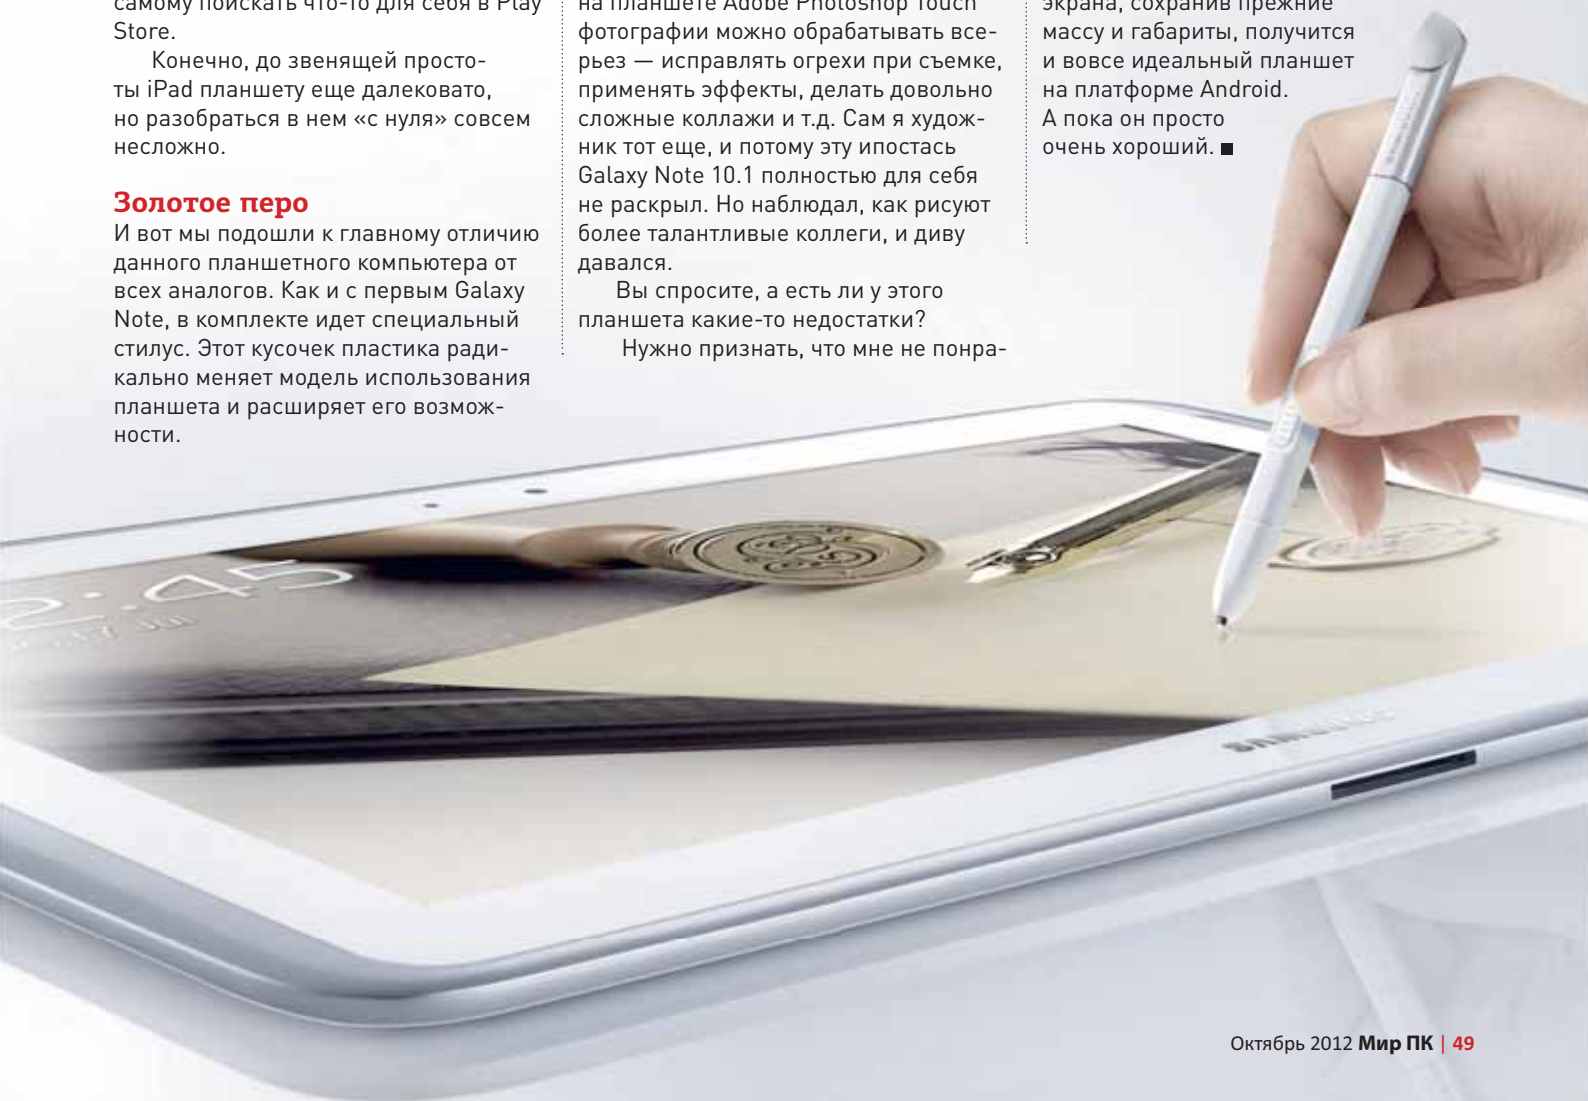 самому поискать что-то для себя в Play
Store.
Конечно, до звенящей просто-
ты iPad планшету еще далековато,
но разобраться в нем «с нуля» совсем
несложно.
Золотое перо
И вот мы подошли к главному отличию
данного планшетного компьютера от
всех аналогов. Как и с первым Galaxy
Note, в комплекте идет специальный
стилус. Этот кусочек пластика ради-
кально меняет модель использования
планшета и расширяет его возмож-
ности.
на планшете Adobe Photoshop Touch
фотографии можно обрабатывать все-
рьез — исправлять огрехи при съемке,
применять эффекты, делать довольно
сложные коллажи и т.д. Сам я худож-
ник тот еще, и потому эту ипостась
Galaxy Note 10.1 полностью для себя
не раскрыл. Но наблюдал, как рисуют
более талантливые коллеги, и диву
давался.
Вы спросите, а есть ли у этого
планшета какие-то недостатки?
Нужно признать, что мне не понра-
экрана, сохранив прежние
массу и габариты, получится
и вовсе идеальный планшет
на платформе Android.
А пока он просто
очень хороший. ■
2:45
17 JUL
SAMSUNG
Октябрь 2012 Мир ПК | 49